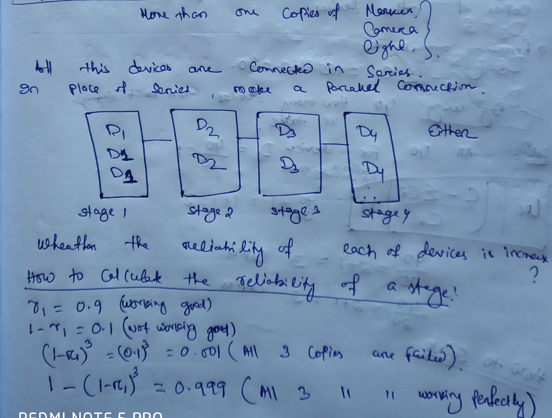 More than one copies of Marker,
Camera
light.
All this devices are connected in Series.
In place of series, make a Parallel Connection.
D1 D2 D3 D4 Either
D1 D2 D3 D4
D1 ..
stage 1 stage 2 stage 3 stage 4
Wheather the reliability of each of devices is increase
?
How to Calculate the reliability of a stage!
r1 = 0.9 (working good)
1-r1 = 0.1 (not working good)
(1-r1)^3 = (0.1)^3 = 0.001 (All 3 copies are failed).
1 - (1-r1)^3 = 0.999 (All 3 " " working perfectly)
REDMI NOTE 5 PRO